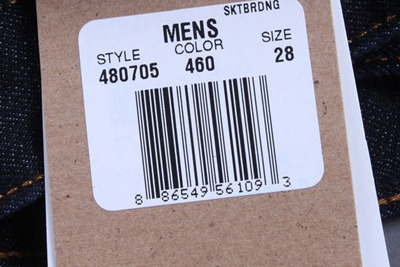 SKTBRDNG
MENS
STYLE COLOR SIZE
480705 460 28
8 86549 56109 3